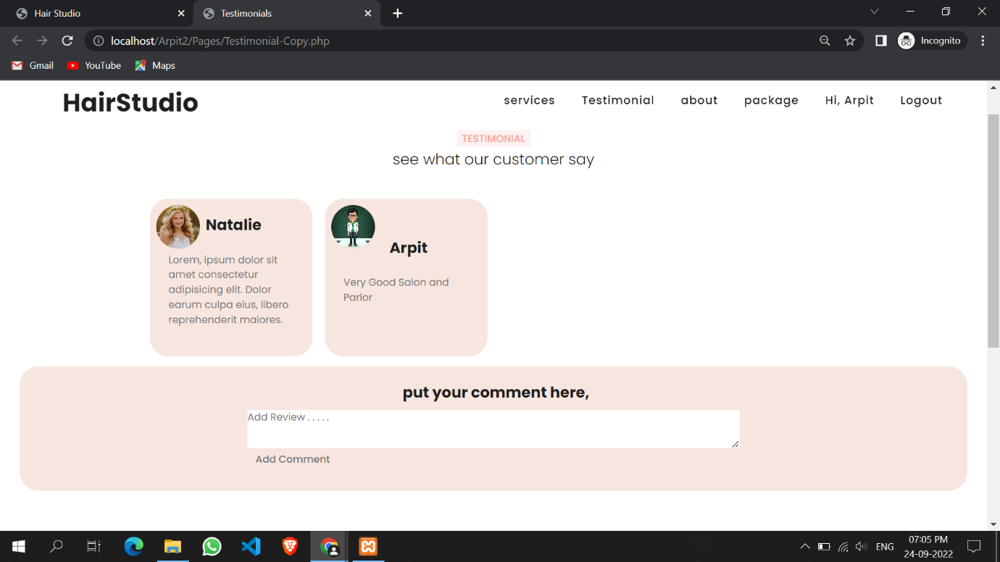 Hair Studio
Testimonials
localhost/Arpit2/Pages/Testimonial-Copy.php
Incognito
Gmail
YouTube
Maps
HairStudio
services
Testimonial
about
package
Hi, Arpit
Logout
TESTIMONIAL
see what our customer say
Natalie
Lorem, ipsum dolor sit
amet consectetur
adipisicing elit. Dolor
earum culpa eius, libero
reprehenderit maiores.
Arpit
Very Good Salon and
Parlor
put your comment here,
Add Review . . . . .
Add Comment
ENG
07:05 PM
24-09-2022